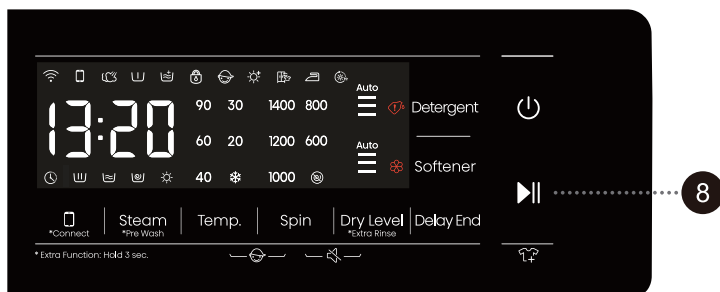 Auto
13:20
90 30 1400 800
Detergent
60 20 1200 600
Auto
Softener
40 1000
8
*Connect
Steam
*Pre Wash
Temp.
Spin
Dry Level
*Extra Rinse
Delay End
* Extra Function: Hold 3 sec.